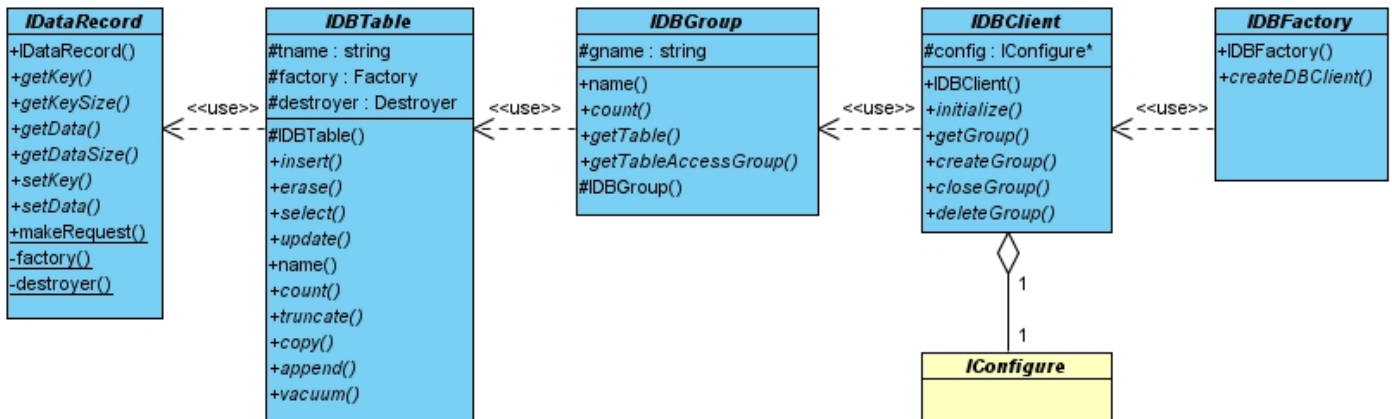 IDataRecord
+IDataRecord()
+getKey()
+getKeySize()
+getData()
+getDataSize()
+setKey()
+setData()
+makeRequest()
-factory()
-destroyer()
<<use>>
IDBTable
#tname : string
#factory : Factory
#destroyer : Destroyer
#IDBTable()
+insert()
+erase()
+select()
+update()
+name()
+count()
+truncate()
+copy()
+append()
+vacuum()
<<use>>
IDBGroup
#gname : string
+name()
+count()
+getTable()
+getTableAccessGroup()
#IDBGroup()
<<use>>
IDBClient
#config : IConfigure*
+IDBClient()
+initialize()
+getGroup()
+createGroup()
+closeGroup()
+deleteGroup()
<<use>>
IDBFactory
+IDBFactory()
+createDBClient()
1
1
IConfigure